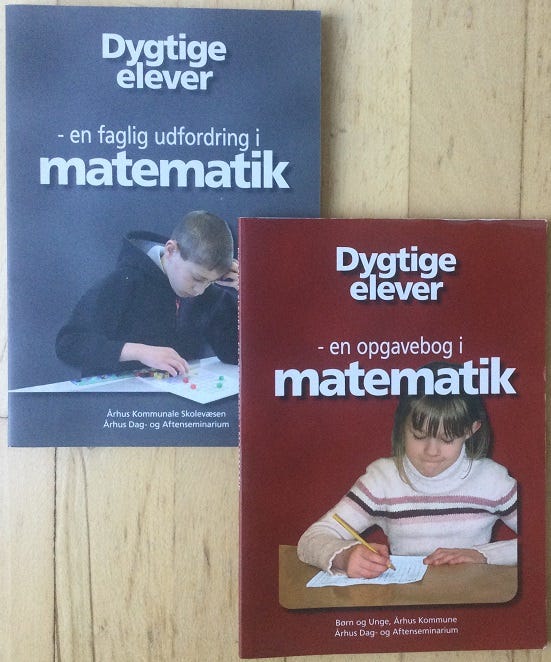 Dygtige
elever
- en faglig udfordring i
matematik
Århus Kommunale Skolevæsen
Århus Dag- og Aftenseminarium
Dygtige
elever
- en opgavebog i
matematik
Børn og Unge, Århus Kommune
Århus Dag- og Aftenseminarium